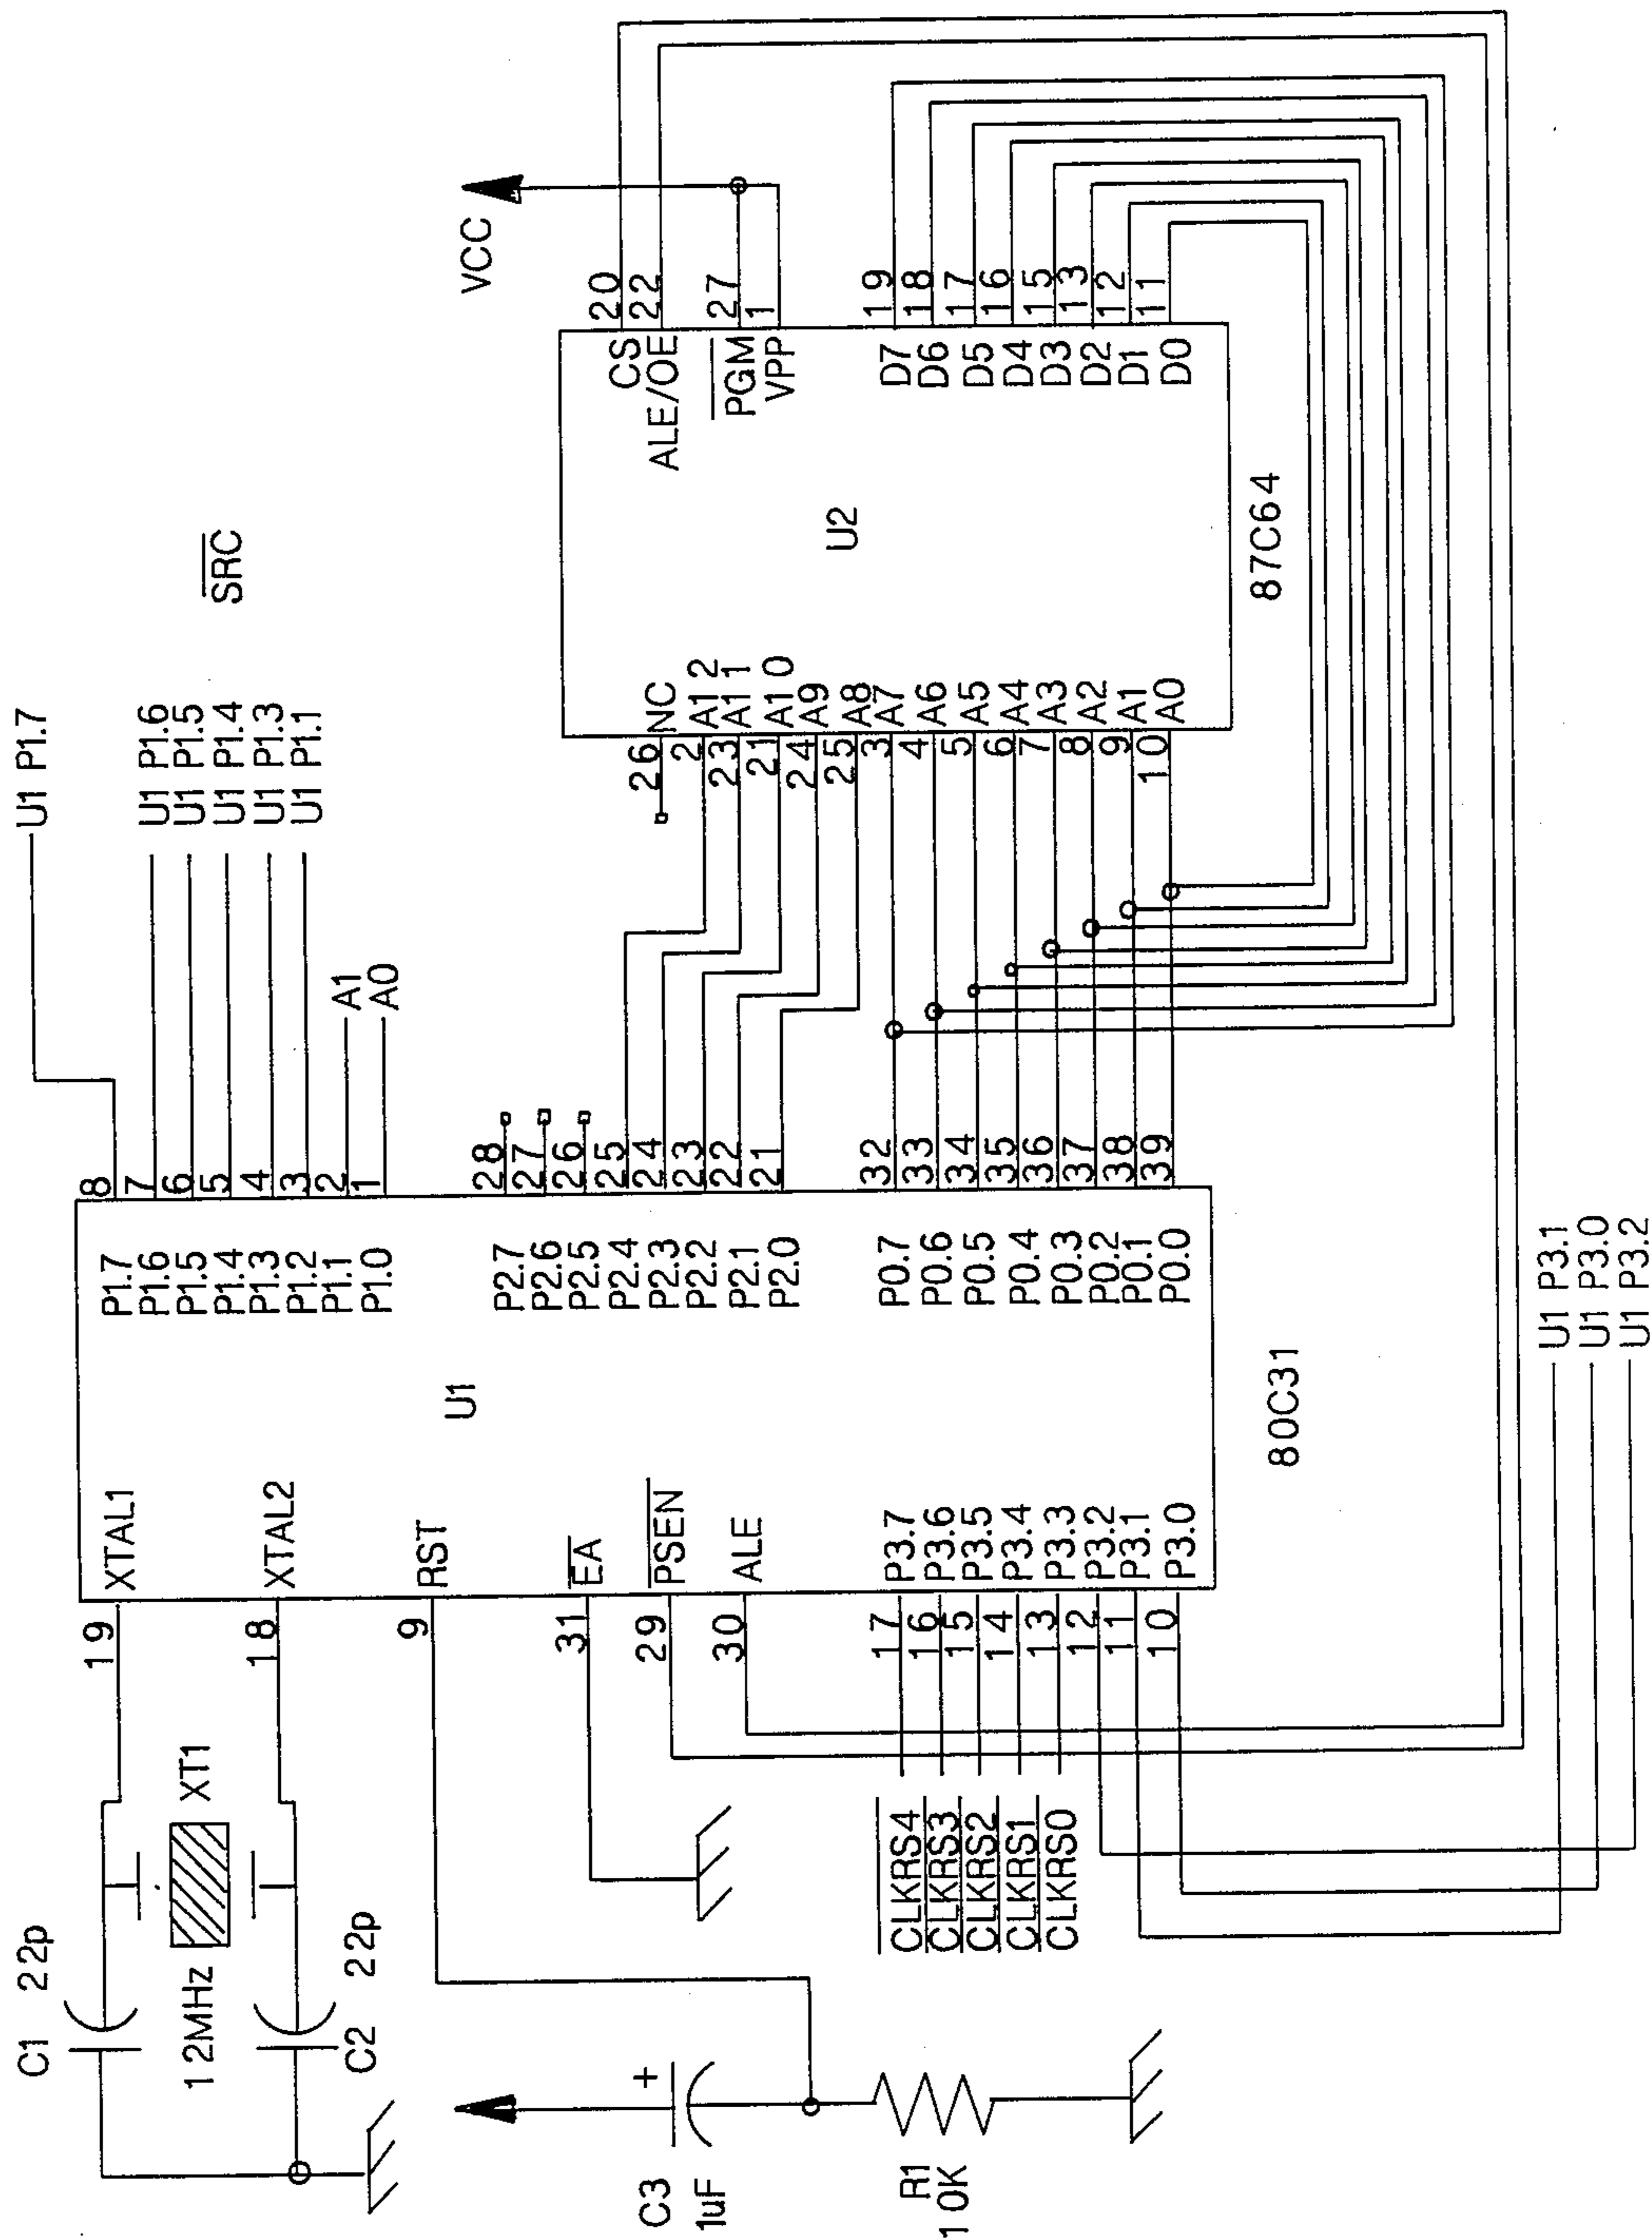 C1 22p
12MHz XT1
C2 22p
C3
1uF
+
R1
10K
19 XTAL1
18 XTAL2
9 RST
31 EA
29 PSEN
30 ALE
CLKRS4 17 P3.7
CLKRS3 16 P3.6
CLKRS2 15 P3.5
CLKRS1 14 P3.4
CLKRS0 13 P3.3
12 P3.2
11 P3.1
10 P3.0
U1
80C31
P1.7 8 U1 P1.7
P1.6 7 U1 P1.6
P1.5 6 U1 P1.5
P1.4 5 U1 P1.4 SRC
P1.3 4 U1 P1.3
P1.2 3 U1 P1.1
P1.1 2 A1
P1.0 1 A0
P2.7 28
P2.6 27
P2.5 26
P2.4 25
P2.3 24
P2.2 23
P2.1 22
P2.0 21
P0.7 32
P0.6 33
P0.5 34
P0.4 35
P0.3 36
P0.2 37
P0.1 38
P0.0 39
U1 P3.1
U1 P3.0
U1 P3.2
26 NC
2 A12
23 A11
21 A10
24 A9
25 A8
3 A7
4 A6
5 A5
6 A4
7 A3
8 A2
9 A1
10 A0
U2
87C64
VCC
CS 20
ALE/OE 22
PGM 27
VPP 1
D7 19
D6 18
D5 17
D4 16
D3 15
D2 13
D1 12
D0 11